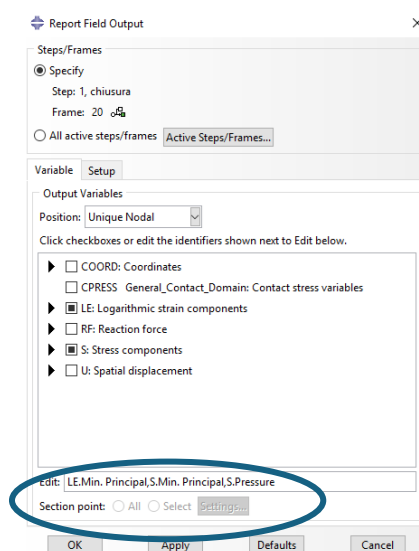 Report Field Output
Steps/Frames
Specify
Step: 1, chiusura
Frame: 20
All active steps/frames Active Steps/Frames...
Variable Setup
Output Variables
Position: Unique Nodal
Click checkboxes or edit the identifiers shown next to Edit below.
COORD: Coordinates
CPRESS General_Contact_Domain: Contact stress variables
LE: Logarithmic strain components
RF: Reaction force
S: Stress components
U: Spatial displacement
Edit: LE.Min. Principal,S.Min. Principal,S.Pressure
Section point: All Select Settings...
OK Apply Defaults Cancel